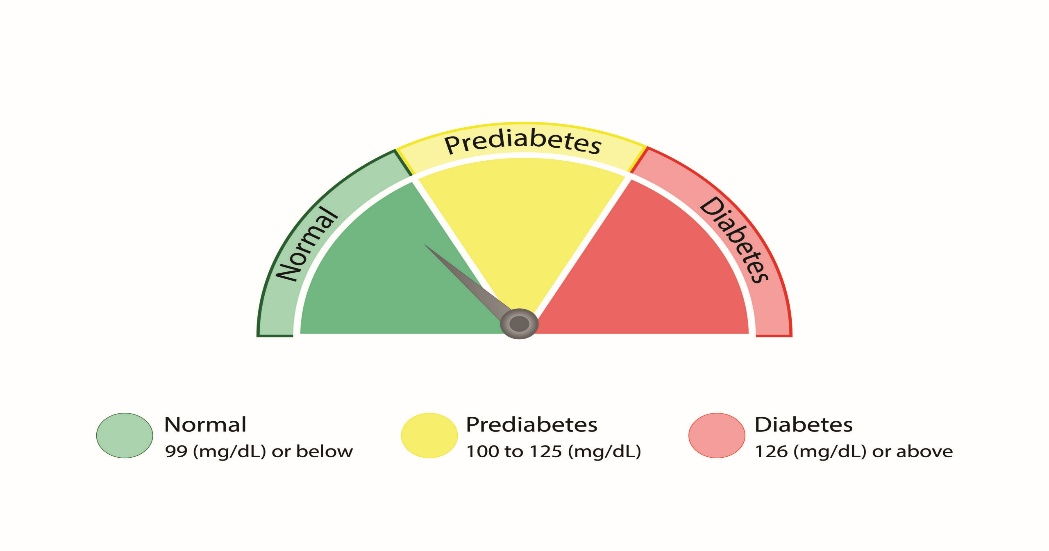 Prediabetes
Normal
Diabetes
Normal
99 (mg/dL) or below
Prediabetes
100 to 125 (mg/dL)
Diabetes
126 (mg/dL) or above